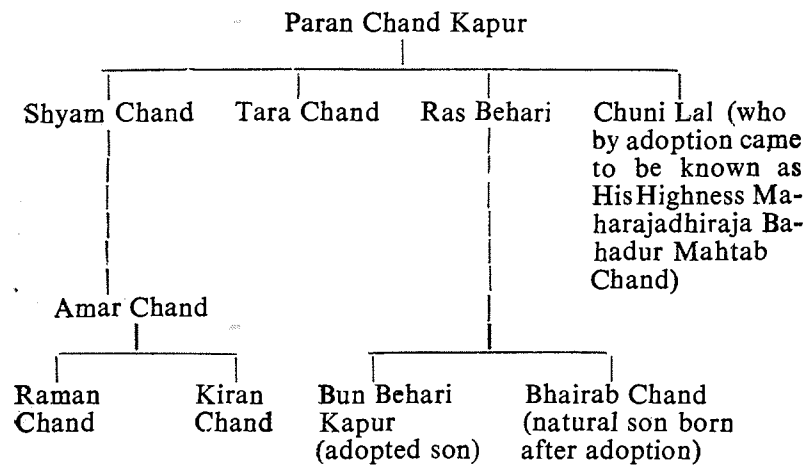 Paran Chand Kapur
Shyam Chand Tara Chand Ras Behari Chuni Lal (who
by adoption came
to be known as
His Highness Ma-
harajadhiraja Ba-
hadur Mahtab
Chand)
Amar Chand
Raman Chand
Kiran Chand
Bun Behari
Kapur
(adopted son)
Bhairab Chand
(natural son born
after adoption)